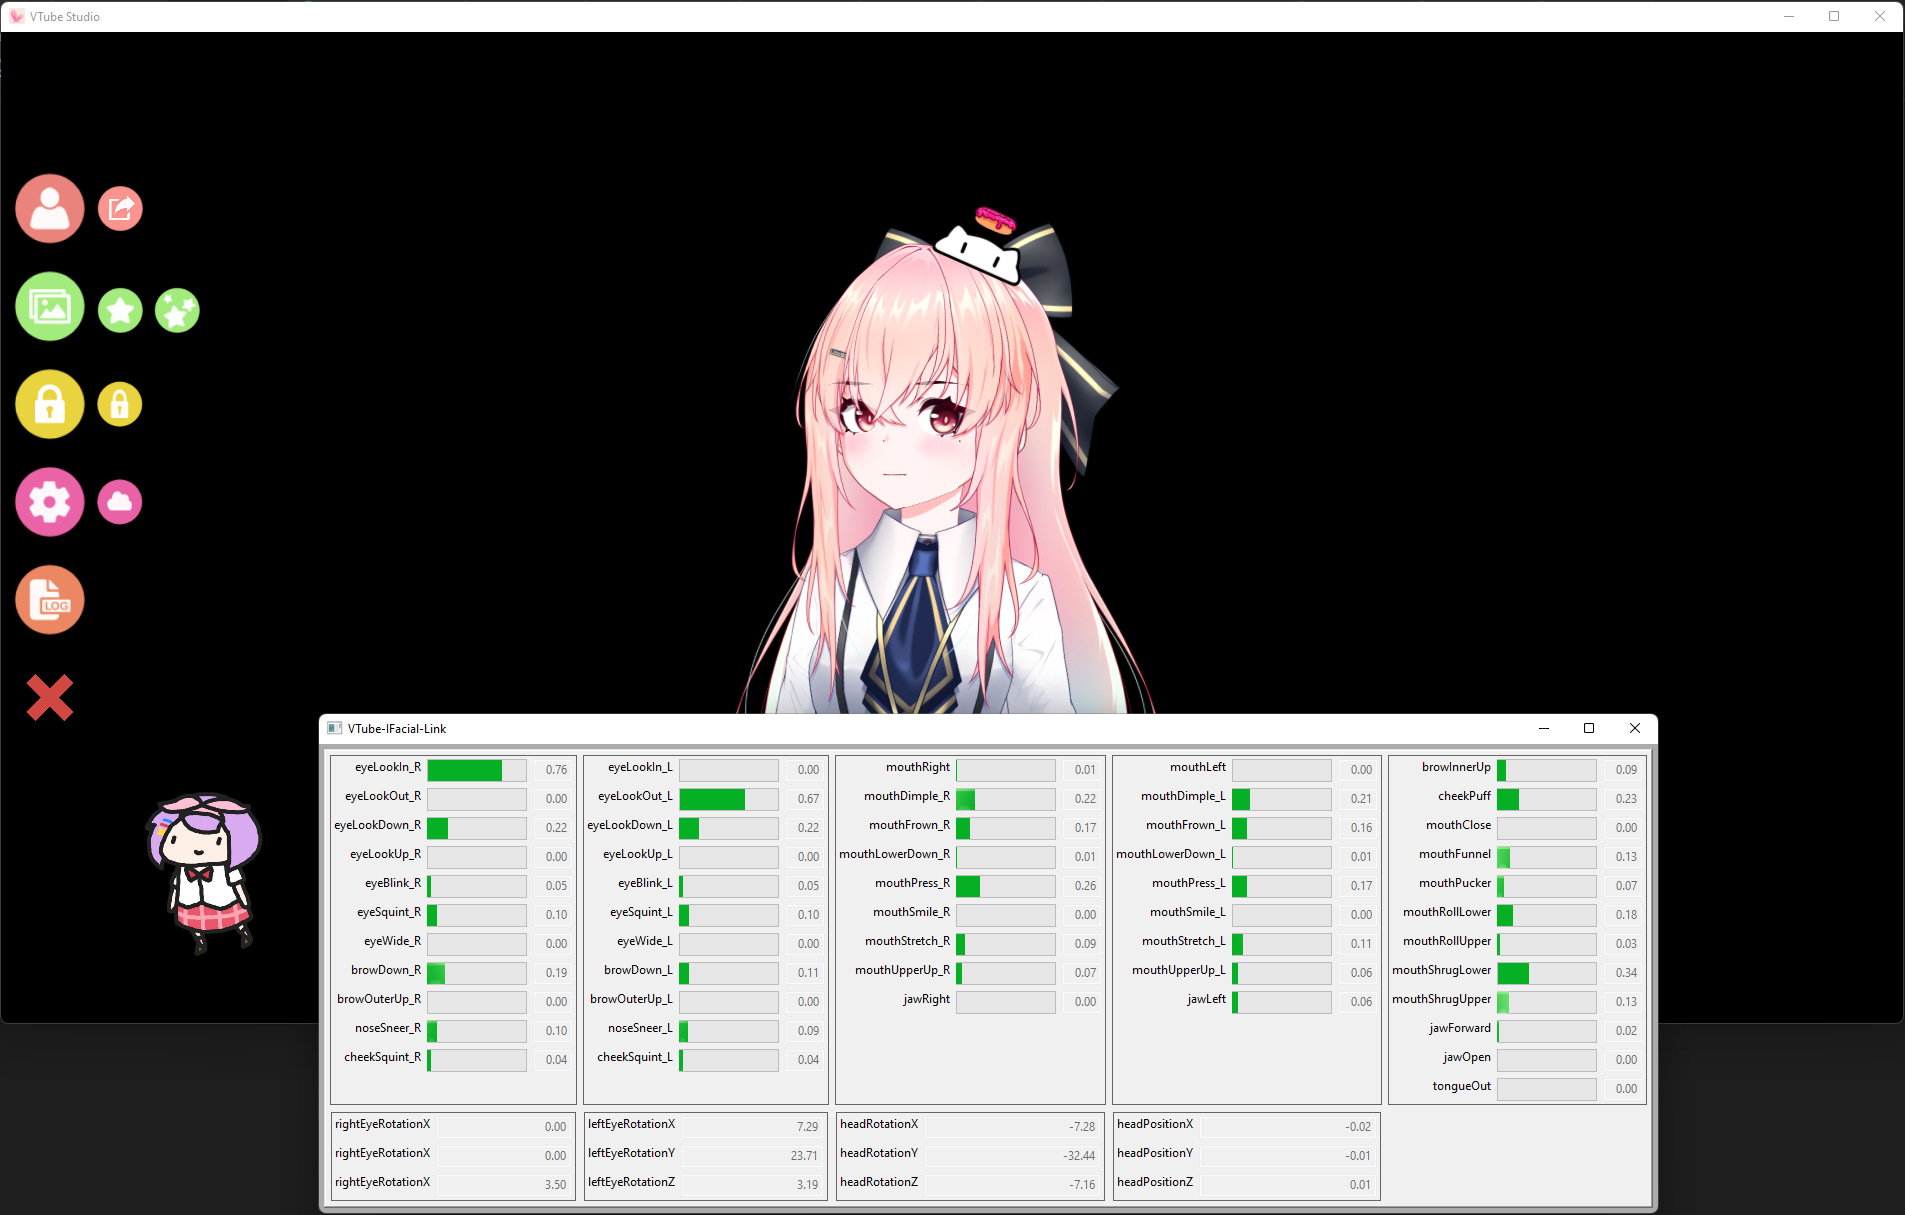 VTube Studio
LOG
VTube-IFacial-Link
eyeLookIn_R 0.76
eyeLookOut_R 0.00
eyeLookDown_R 0.22
eyeLookUp_R 0.00
eyeBlink_R 0.05
eyeSquint_R 0.10
eyeWide_R 0.00
browDown_R 0.19
browOuterUp_R 0.00
noseSneer_R 0.10
cheekSquint_R 0.04
eyeLookIn_L 0.00
eyeLookOut_L 0.67
eyeLookDown_L 0.22
eyeLookUp_L 0.00
eyeBlink_L 0.05
eyeSquint_L 0.10
eyeWide_L 0.00
browDown_L 0.11
browOuterUp_L 0.00
noseSneer_L 0.09
cheekSquint_L 0.04
mouthRight 0.01
mouthDimple_R 0.22
mouthFrown_R 0.17
mouthLowerDown_R 0.01
mouthPress_R 0.26
mouthSmile_R 0.00
mouthStretch_R 0.09
mouthUpperUp_R 0.07
jawRight 0.00
mouthLeft 0.00
mouthDimple_L 0.21
mouthFrown_L 0.16
mouthLowerDown_L 0.01
mouthPress_L 0.17
mouthSmile_L 0.00
mouthStretch_L 0.11
mouthUpperUp_L 0.06
jawLeft 0.06
browInnerUp 0.09
cheekPuff 0.23
mouthClose 0.00
mouthFunnel 0.13
mouthPucker 0.07
mouthRollLower 0.18
mouthRollUpper 0.03
mouthShrugLower 0.34
mouthShrugUpper 0.13
jawForward 0.02
jawOpen 0.00
tongueOut 0.00
rightEyeRotationX 0.00
rightEyeRotationX 0.00
rightEyeRotationX 3.50
leftEyeRotationX 7.29
leftEyeRotationY 23.71
leftEyeRotationZ 3.19
headRotationX -7.28
headRotationY -32.44
headRotationZ -7.16
headPositionX -0.02
headPositionY -0.01
headPositionZ 0.01